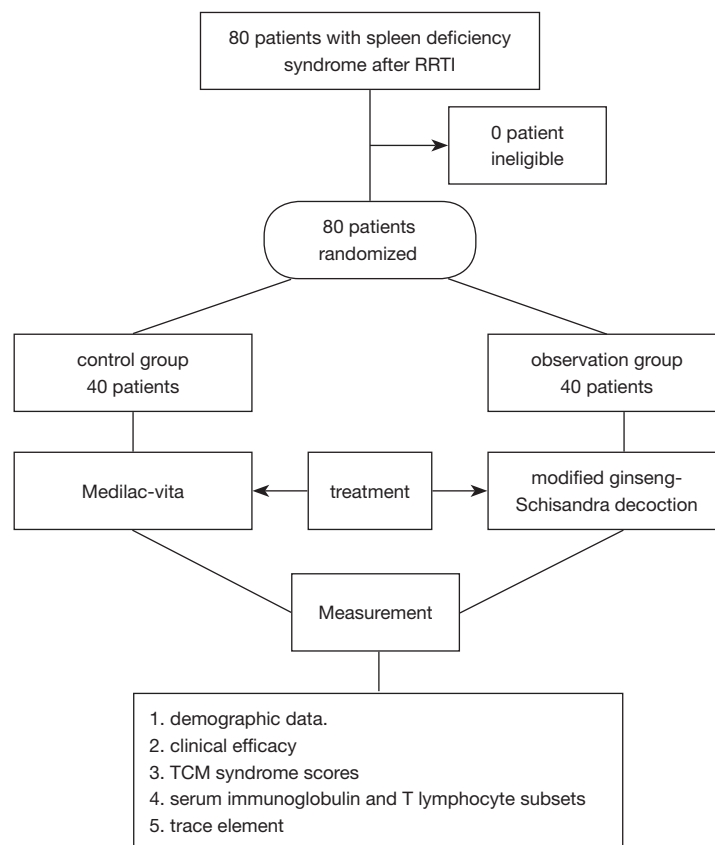 80 patients with spleen deficiency
syndrome after RRTI
0 patient
ineligible
80 patients
randomized
control group
40 patients
observation group
40 patients
Medilac-vita
treatment
modified ginseng-
Schisandra decoction
Measurement
1. demographic data.
2. clinical efficacy
3. TCM syndrome scores
4. serum immunoglobulin and T lymphocyte subsets
5. trace element